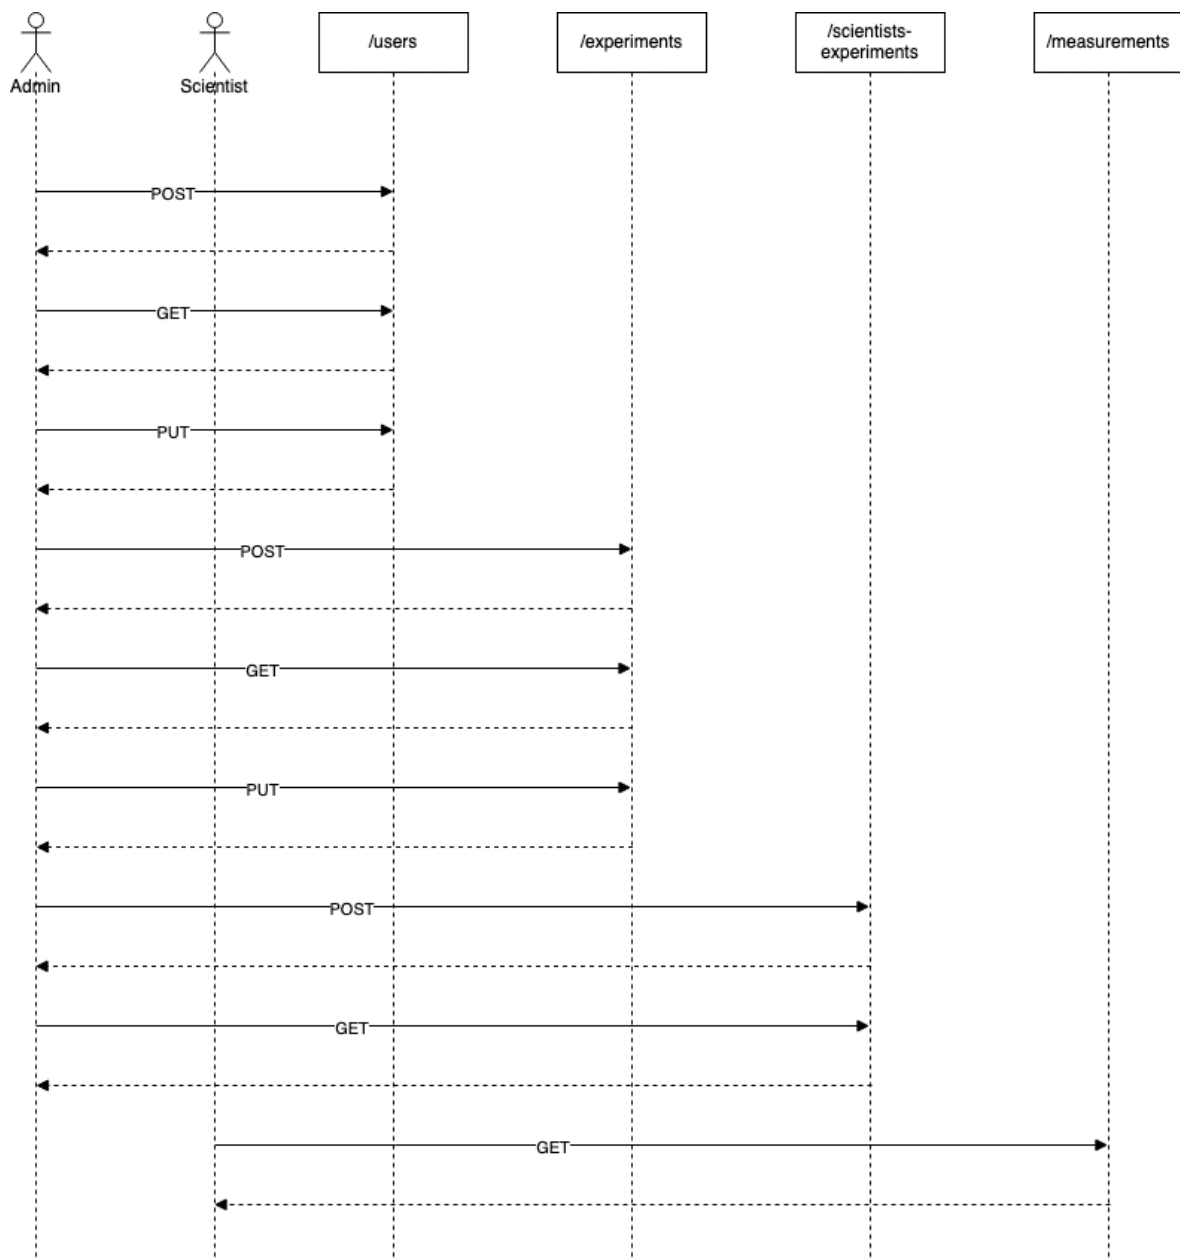 /users
/experiments
/scientists-
experiments
/measurements
Admin
Scientist
POST
GET
PUT
POST
GET
PUT
POST
GET
GET